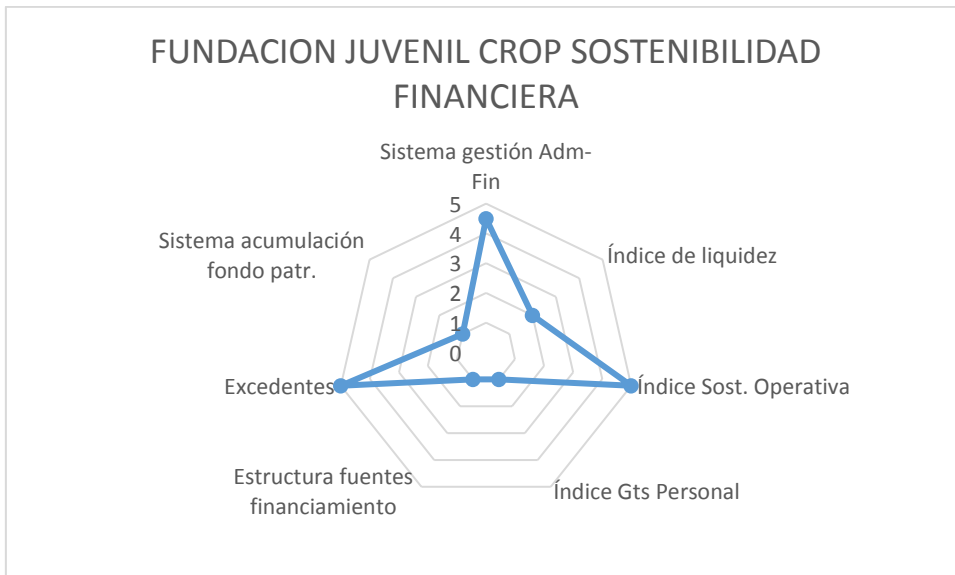 FUNDACION JUVENIL CROP SOSTENIBILIDAD
FINANCIERA
Sistema gestión Adm-
Fin
5
4
3
2
1
0
Índice de liquidez
Índice Sost. Operativa
Índice Gts Personal
Estructura fuentes
financiamiento
Excedentes
Sistema acumulación
fondo patr.